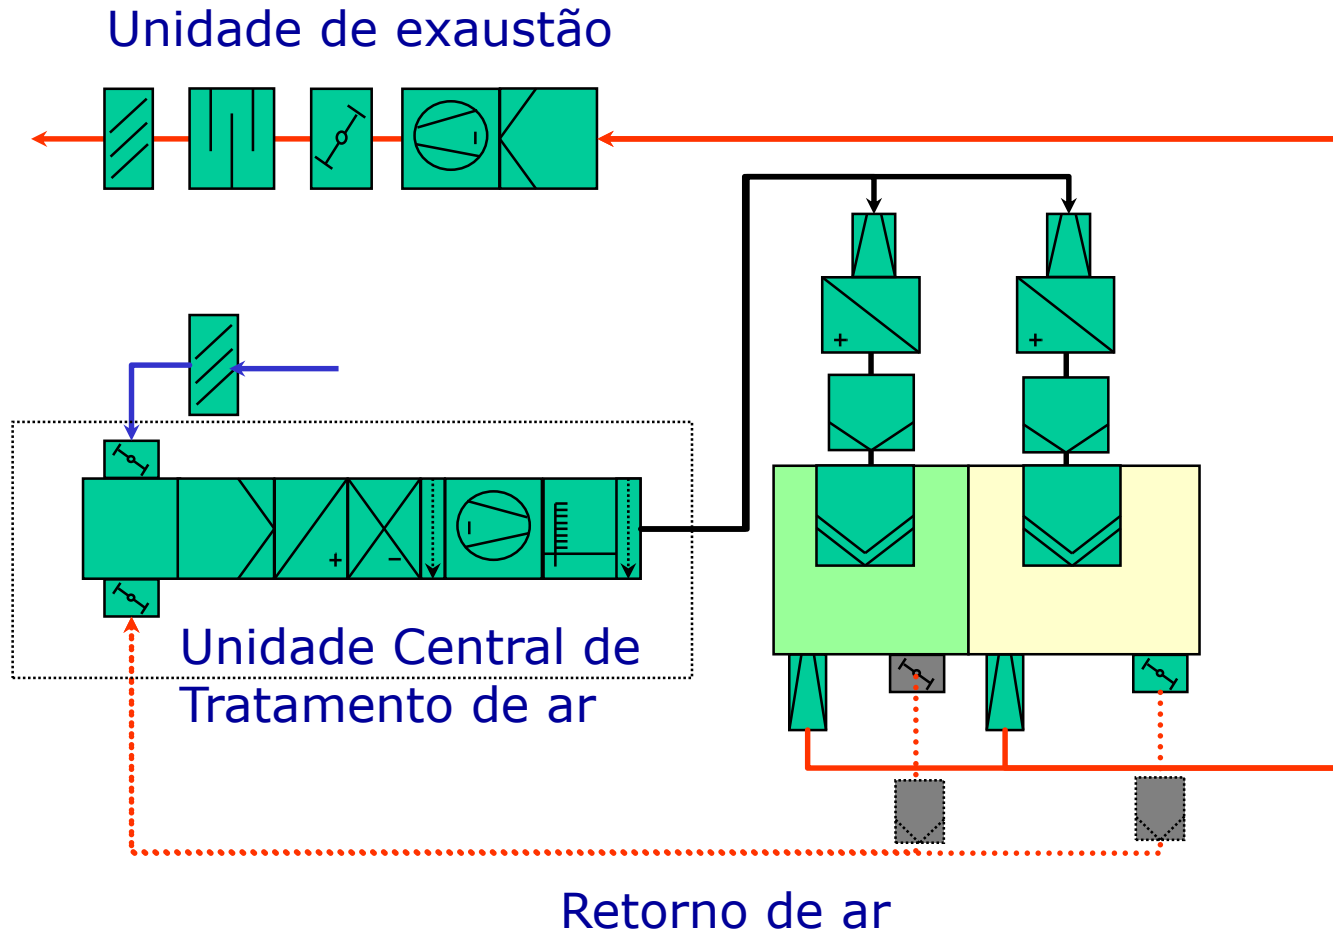 Unidade de exaustão
+
+
+
-
Unidade Central de
Tratamento de ar
Retorno de ar